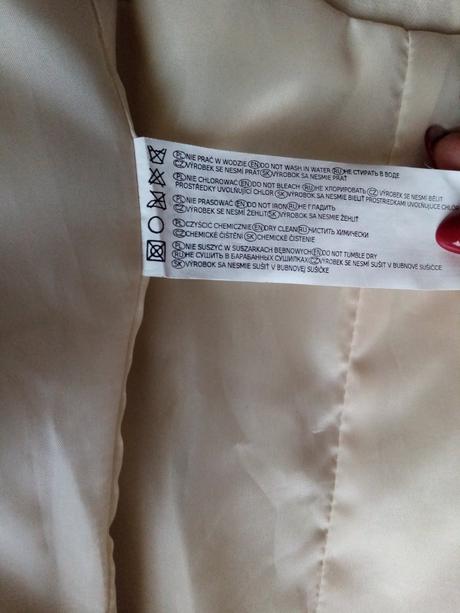 PL NIE PRAĆ W WODZIE EN DO NOT WASH IN WATER RU НЕ СТИРАТЬ В ВОДЕ
CZ VÝROBEK SE NESMÍ PRÁT SK VÝROBOK SA NESMIE PRAŤ
PL NIE CHLOROWAĆ EN DO NOT BLEACH RU НЕ ХЛОРИРОВАТЬ CZ VÝROBEK SE NESMÍ BĚLIT
PROSTŘEDKY UVOLŇUJÍCÍ CHLOR SK VÝROBOK SA NESMIE BIELIŤ PROSTRIEDKAMI UVOĽŇUJÚCE CHLÓR
PL NIE PRASOWAĆ EN DO NOT IRON RU НЕ ГЛАДИТЬ
CZ VÝROBEK SE NESMÍ ŽEHLIT SK VÝROBOK SA NESMIE ŽEHLIŤ
PL CZYŚCIĆ CHEMICZNIE EN DRY CLEAN RU ЧИСТИТЬ ХИМИЧЕСКИ
CZ CHEMICKÉ ČIŠTĚNÍ SK CHEMICKÉ ČISTENIE
PL NIE SUSZYĆ W SUSZARKACH BĘBNOWYCH EN DO NOT TUMBLE DRY
RU НЕ СУШИТЬ В БАРАБАННЫХ СУШИЛКАХ CZ VÝROBEK SE NESMÍ SUŠIT V BUBNOVÉ SUŠIČCE
SK VÝROBOK SA NESMIE SUŠIŤ V BUBNOVEJ SUŠIČKE